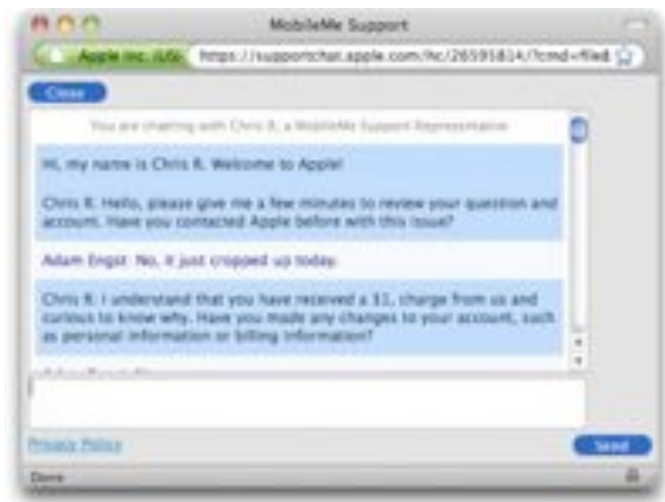 MobileMe Support
Apple Inc. (US) https://supportchat.apple.com/hc/26595814/?cmd=file&
Close
You are chatting with Chris R, a MobileMe Support Representative
Hi, my name is Chris R. Welcome to Apple!
Chris R: Hello, please give me a few minutes to review your question and
account. Have you contacted Apple before with this issue?
Adam Engst: No, it just cropped up today.
Chris R: I understand that you have received a $1, charge from us and
curious to know why. Have you made any changes to your account, such
as personal information or billing information?
Privacy Policy
Send
Done